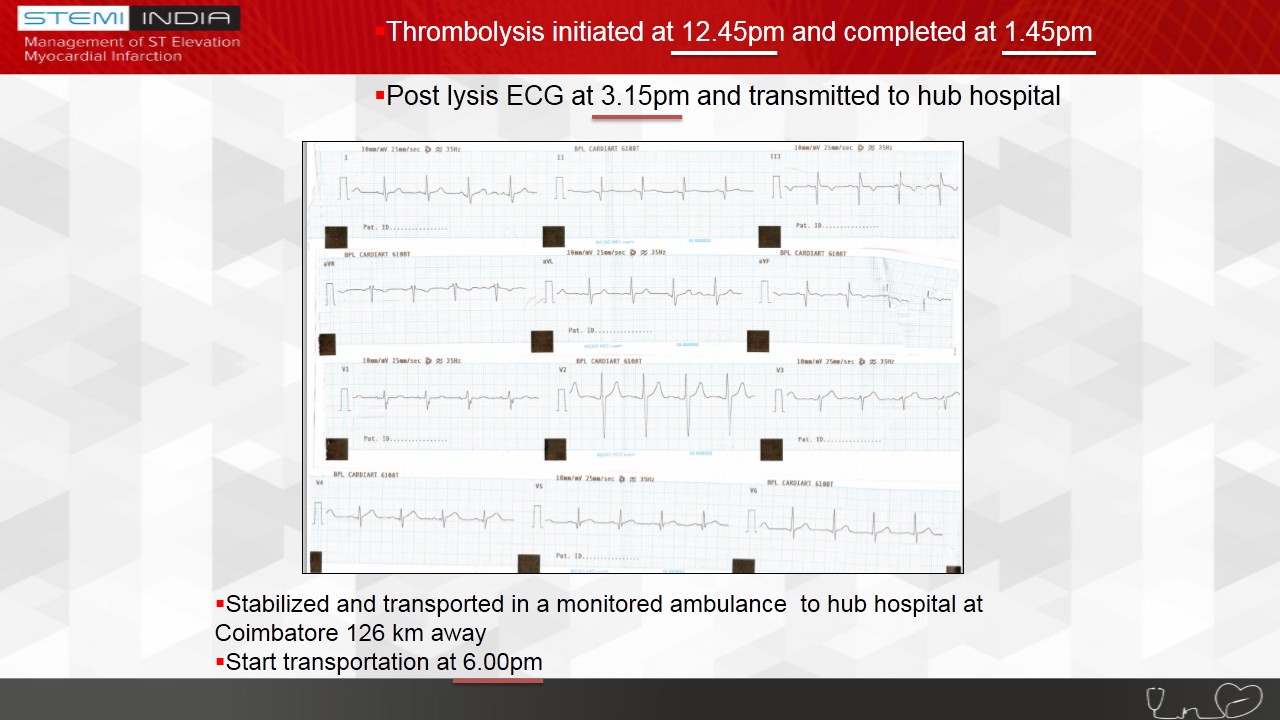 STEMI INDIA
Management of ST Elevation
Myocardial Infarction
Thrombolysis initiated at 12.45pm and completed at 1.45pm
Post lysis ECG at 3.15pm and transmitted to hub hospital
10mm/mV 25mm/sec 35Hz
BPL CARDIART 6108T
10mm/mV 25mm/sec 35Hz
I
II
III
Pat. ID................
Pat. ID................
BPL CARDIART 6108T
10mm/mV 25mm/sec 35Hz
BPL CARDIART 6108T
aVR
aVL
aVF
Pat. ID................
10mm/mV 25mm/sec 35Hz
BPL CARDIART 6108T
10mm/mV 25mm/sec 35Hz
V1
V2
V3
Pat. ID................
Pat. ID................
BPL CARDIART 6108T
10mm/mV 25mm/sec 35Hz
BPL CARDIART 6108T
V4
V5
V6
Pat. ID................
Stabilized and transported in a monitored ambulance to hub hospital at
Coimbatore 126 km away
Start transportation at 6.00pm